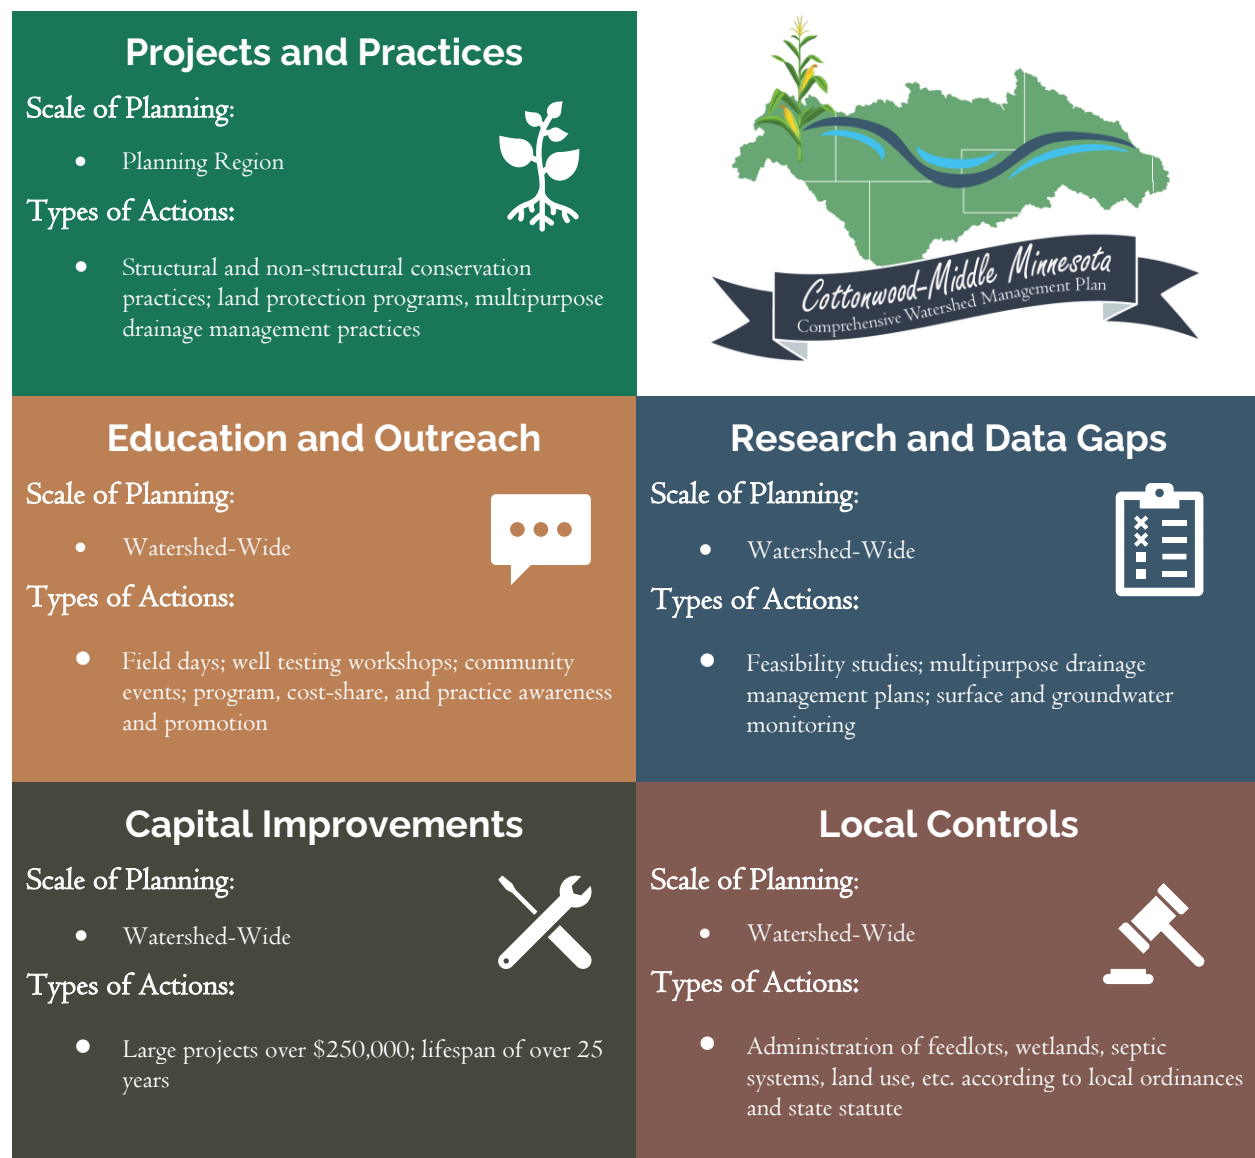 Projects and Practices
Scale of Planning:
• Planning Region
Types of Actions:
• Structural and non-structural conservation
practices; land protection programs, multipurpose
drainage management practices
Cottonwood-Middle Minnesota
Comprehensive Watershed Management Plan
Education and Outreach
Scale of Planning:
• Watershed-Wide
Types of Actions:
• Field days; well testing workshops; community
events; program, cost-share, and practice awareness
and promotion
Research and Data Gaps
Scale of Planning:
• Watershed-Wide
Types of Actions:
• Feasibility studies; multipurpose drainage
management plans; surface and groundwater
monitoring
Capital Improvements
Scale of Planning:
• Watershed-Wide
Types of Actions:
• Large projects over $250,000; lifespan of over 25
years
Local Controls
Scale of Planning:
• Watershed-Wide
Types of Actions:
• Administration of feedlots, wetlands, septic
systems, land use, etc. according to local ordinances
and state statute